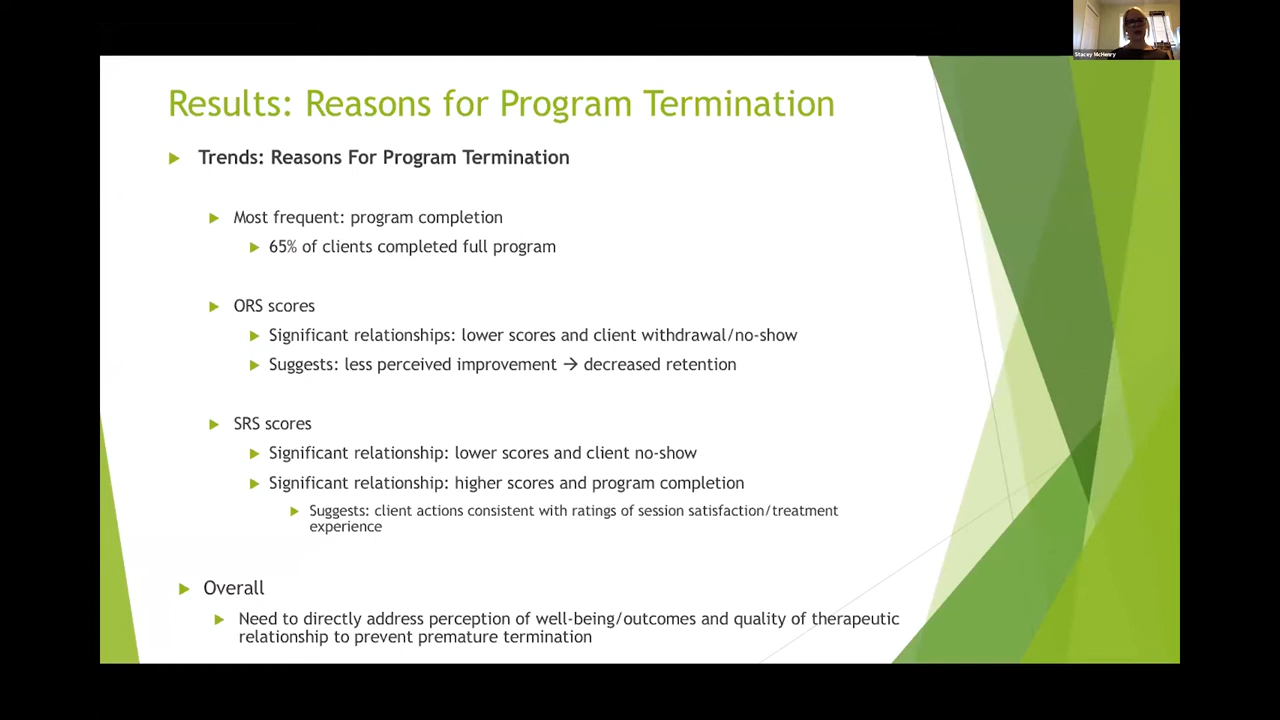 Stacey McHenry
Results: Reasons for Program Termination
Trends: Reasons For Program Termination
Most frequent: program completion
65% of clients completed full program
ORS scores
Significant relationships: lower scores and client withdrawal/no-show
Suggests: less perceived improvement → decreased retention
SRS scores
Significant relationship: lower scores and client no-show
Significant relationship: higher scores and program completion
Suggests: client actions consistent with ratings of session satisfaction/treatment
experience
Overall
Need to directly address perception of well-being/outcomes and quality of therapeutic
relationship to prevent premature termination